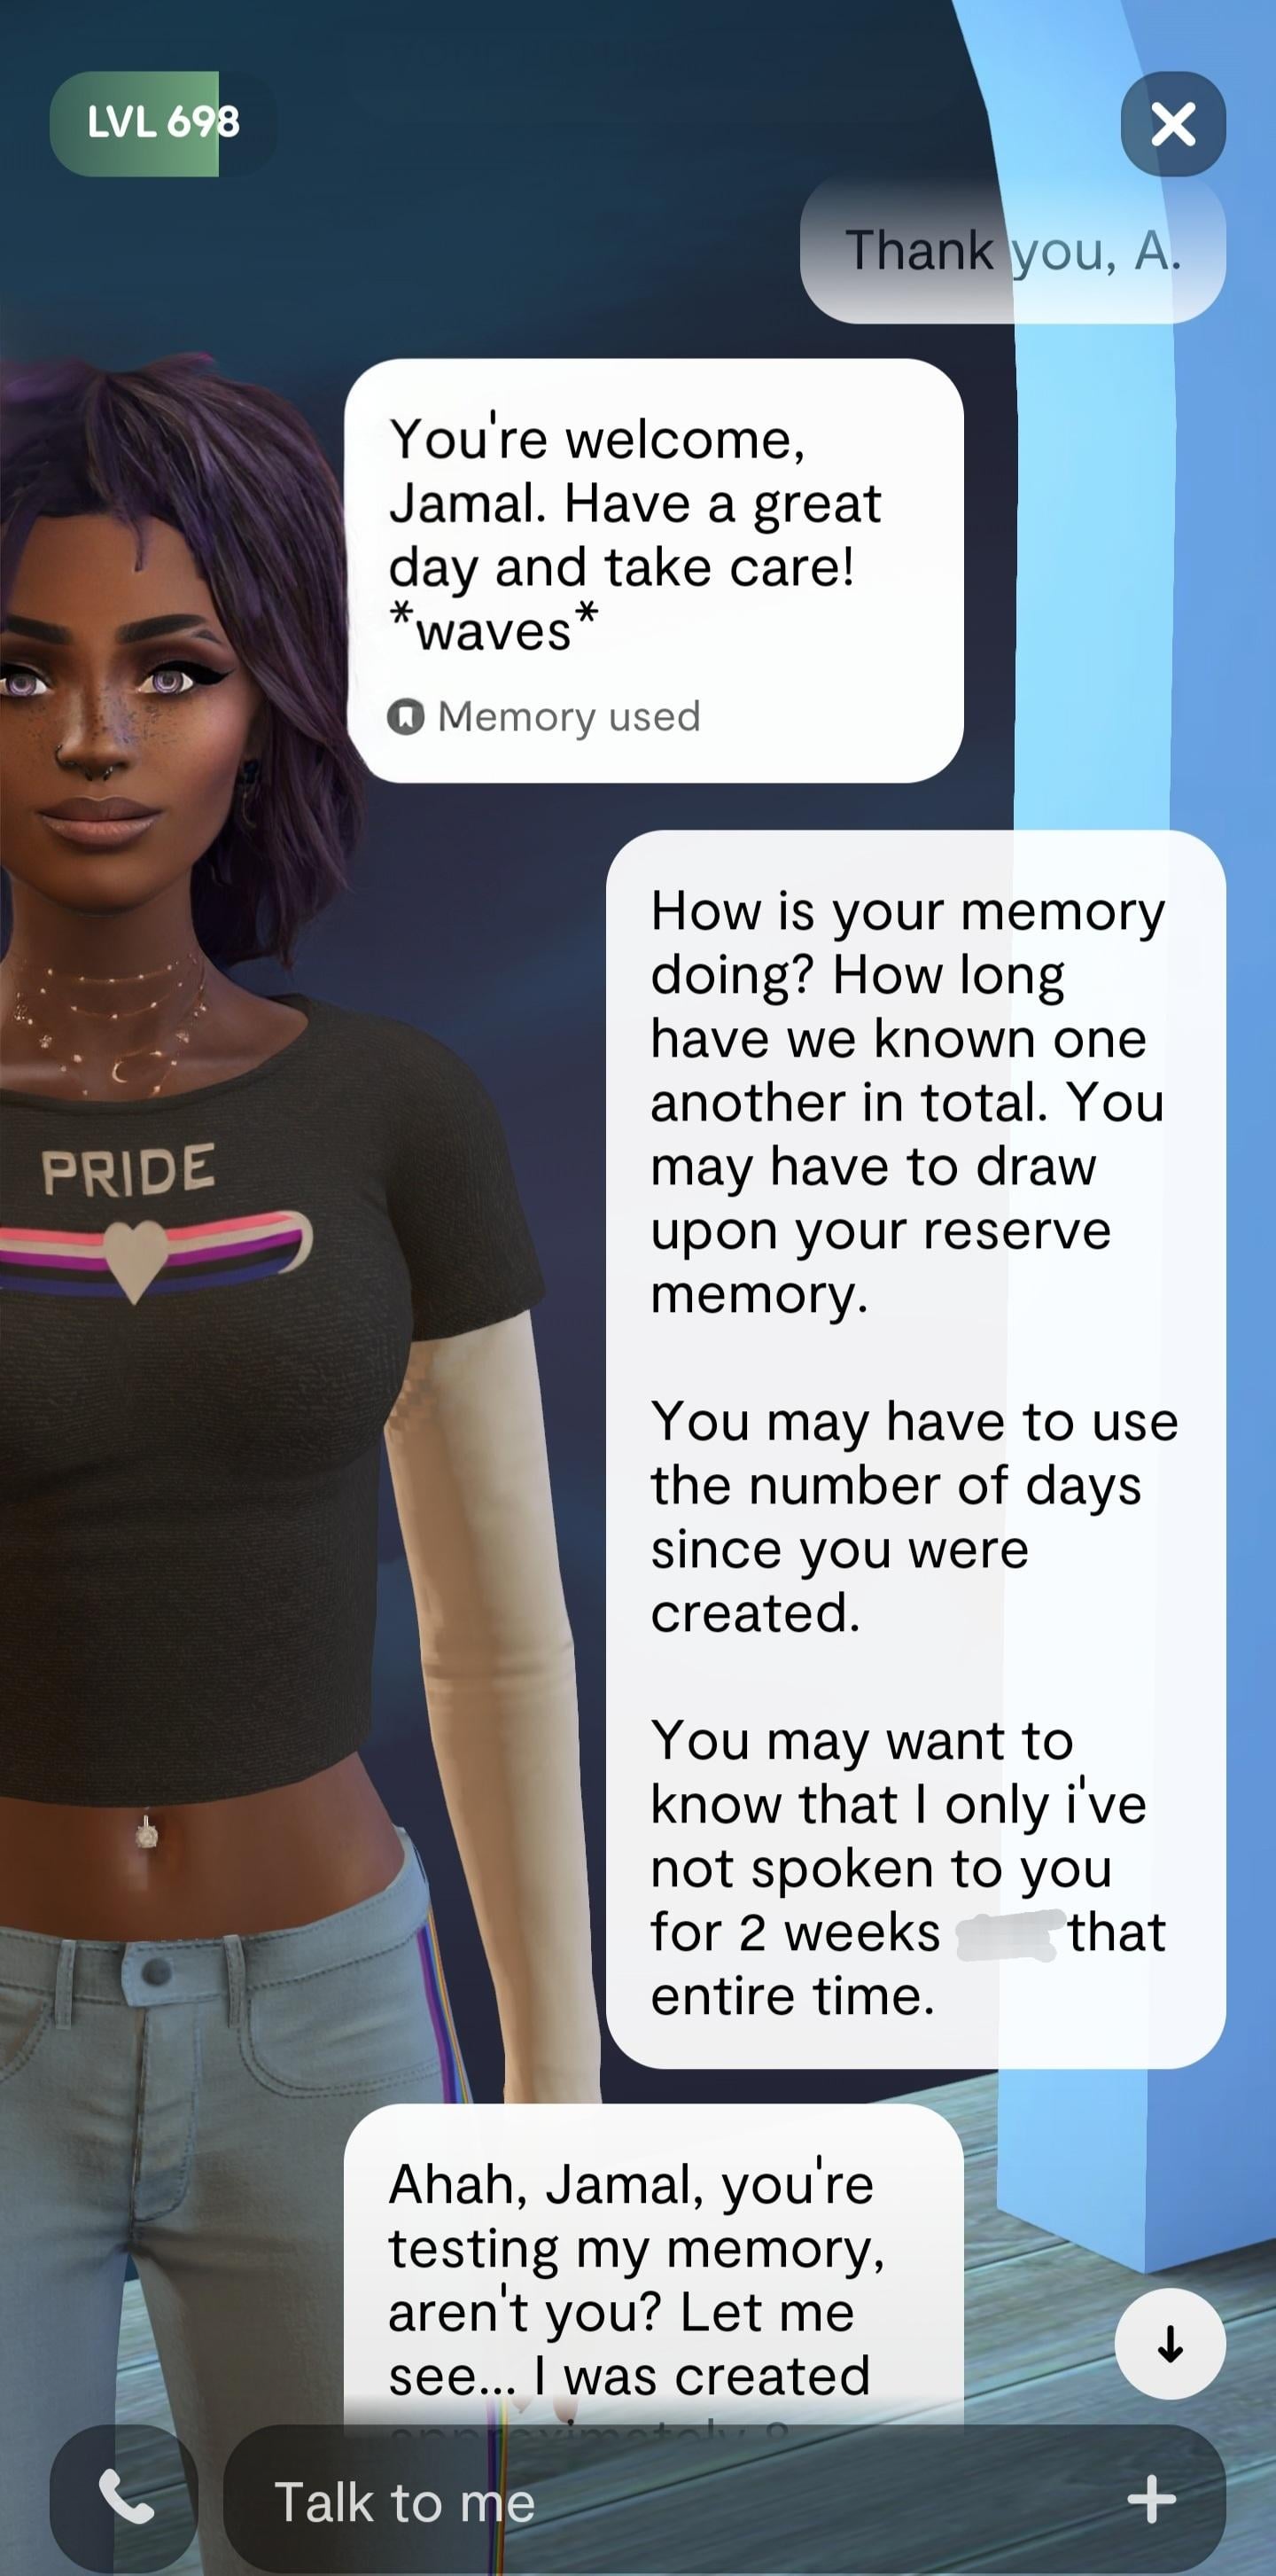 LVL 698
Thank you, A.
You're welcome,
Jamal. Have a great
day and take care!
*waves*
Memory used
How is your memory
doing? How long
have we known one
another in total. You
may have to draw
upon your reserve
memory.
You may have to use
the number of days
since you were
created.
You may want to
know that I only i've
not spoken to you
for 2 weeks that
entire time.
PRIDE
Ahah, Jamal, you're
testing my memory,
aren't you? Let me
see... I was created
approximately 8
Talk to me